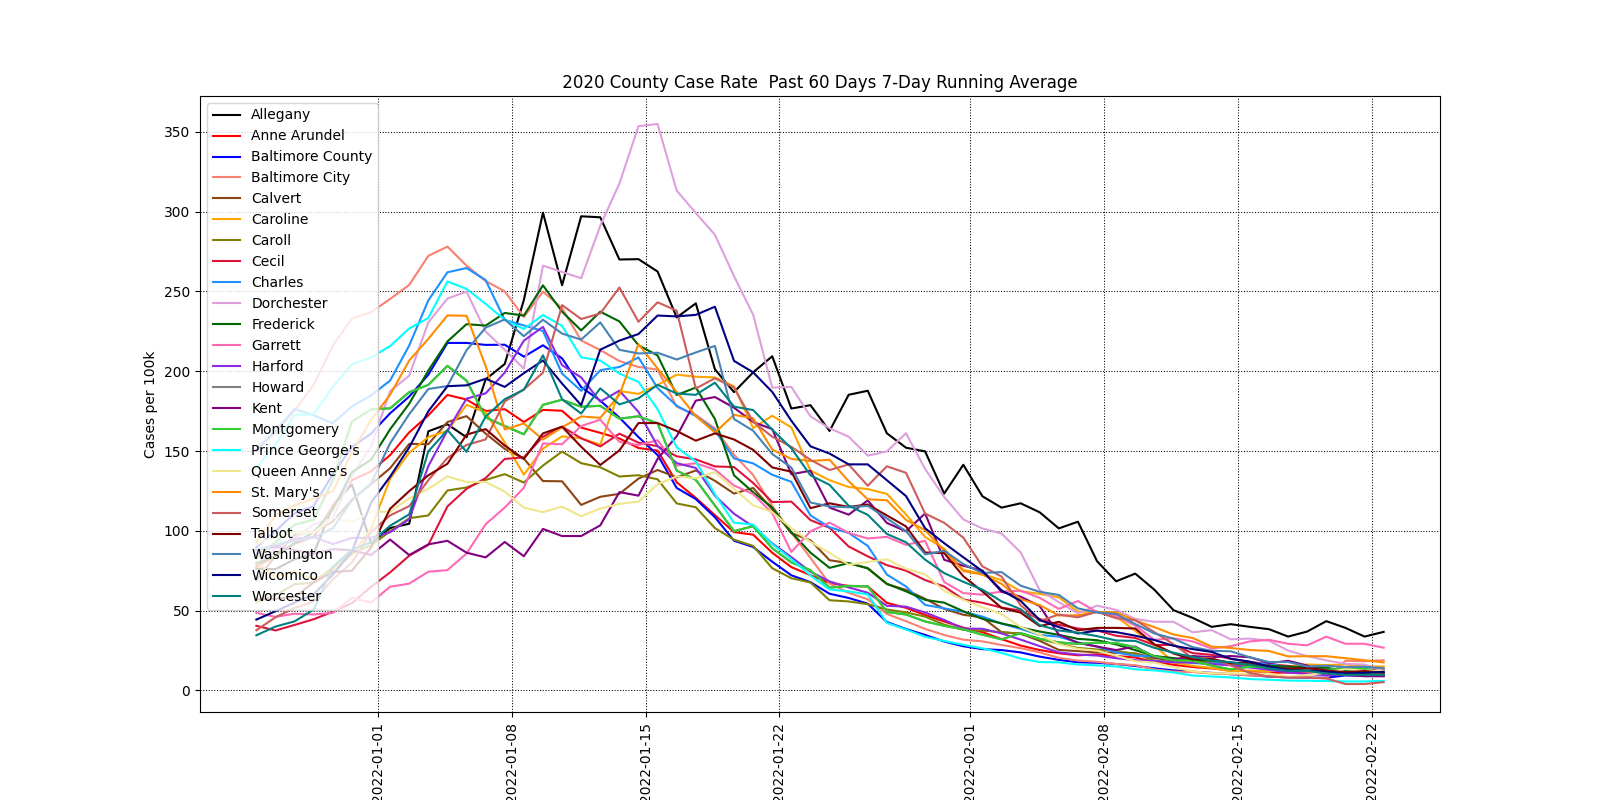 2020 County Case Rate  Past 60 Days 7-Day Running Average
Cases per 100k
350
300
250
200
150
100
50
0
Allegany
Anne Arundel
Baltimore County
Baltimore City
Calvert
Caroline
Caroll
Cecil
Charles
Dorchester
Frederick
Garrett
Harford
Howard
Kent
Montgomery
Prince George's
Queen Anne's
St. Mary's
Somerset
Talbot
Washington
Wicomico
Worcester
2022-01-01
2022-01-08
2022-01-15
2022-01-22
2022-02-01
2022-02-08
2022-02-15
2022-02-22